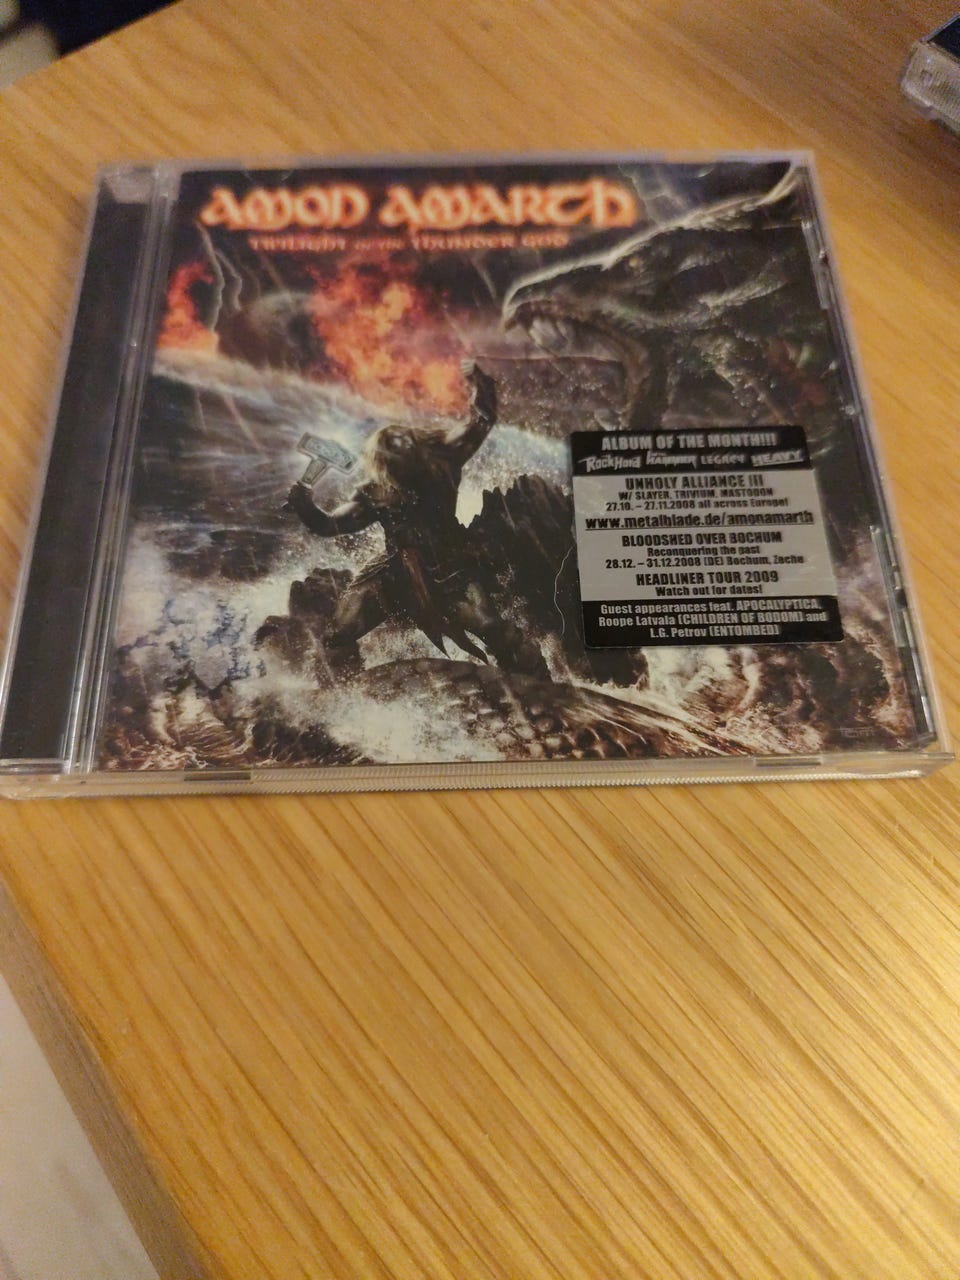 AMON AMARTH
TWILIGHT OF THE THUNDER GOD
ALBUM OF THE MONTH!!!
RockHard HAMMER LEGACY HEAVY
UNHOLY ALLIANCE III
W/ SLAYER, TRIVIUM, MASTODON
27.10. – 27.11.2008 all across Europe!
www.metalblade.de/amonamarth
BLOODSHED OVER BOCHUM
Reconquering the past
28.12. – 31.12.2008 (DE) Bochum, Zeche
HEADLINER TOUR 2009
Watch out for dates!
Guest appearances feat. APOCALYPTICA,
Roope Latvala (CHILDREN OF BODOM) and
L.G. Petrov (ENTOMBED)